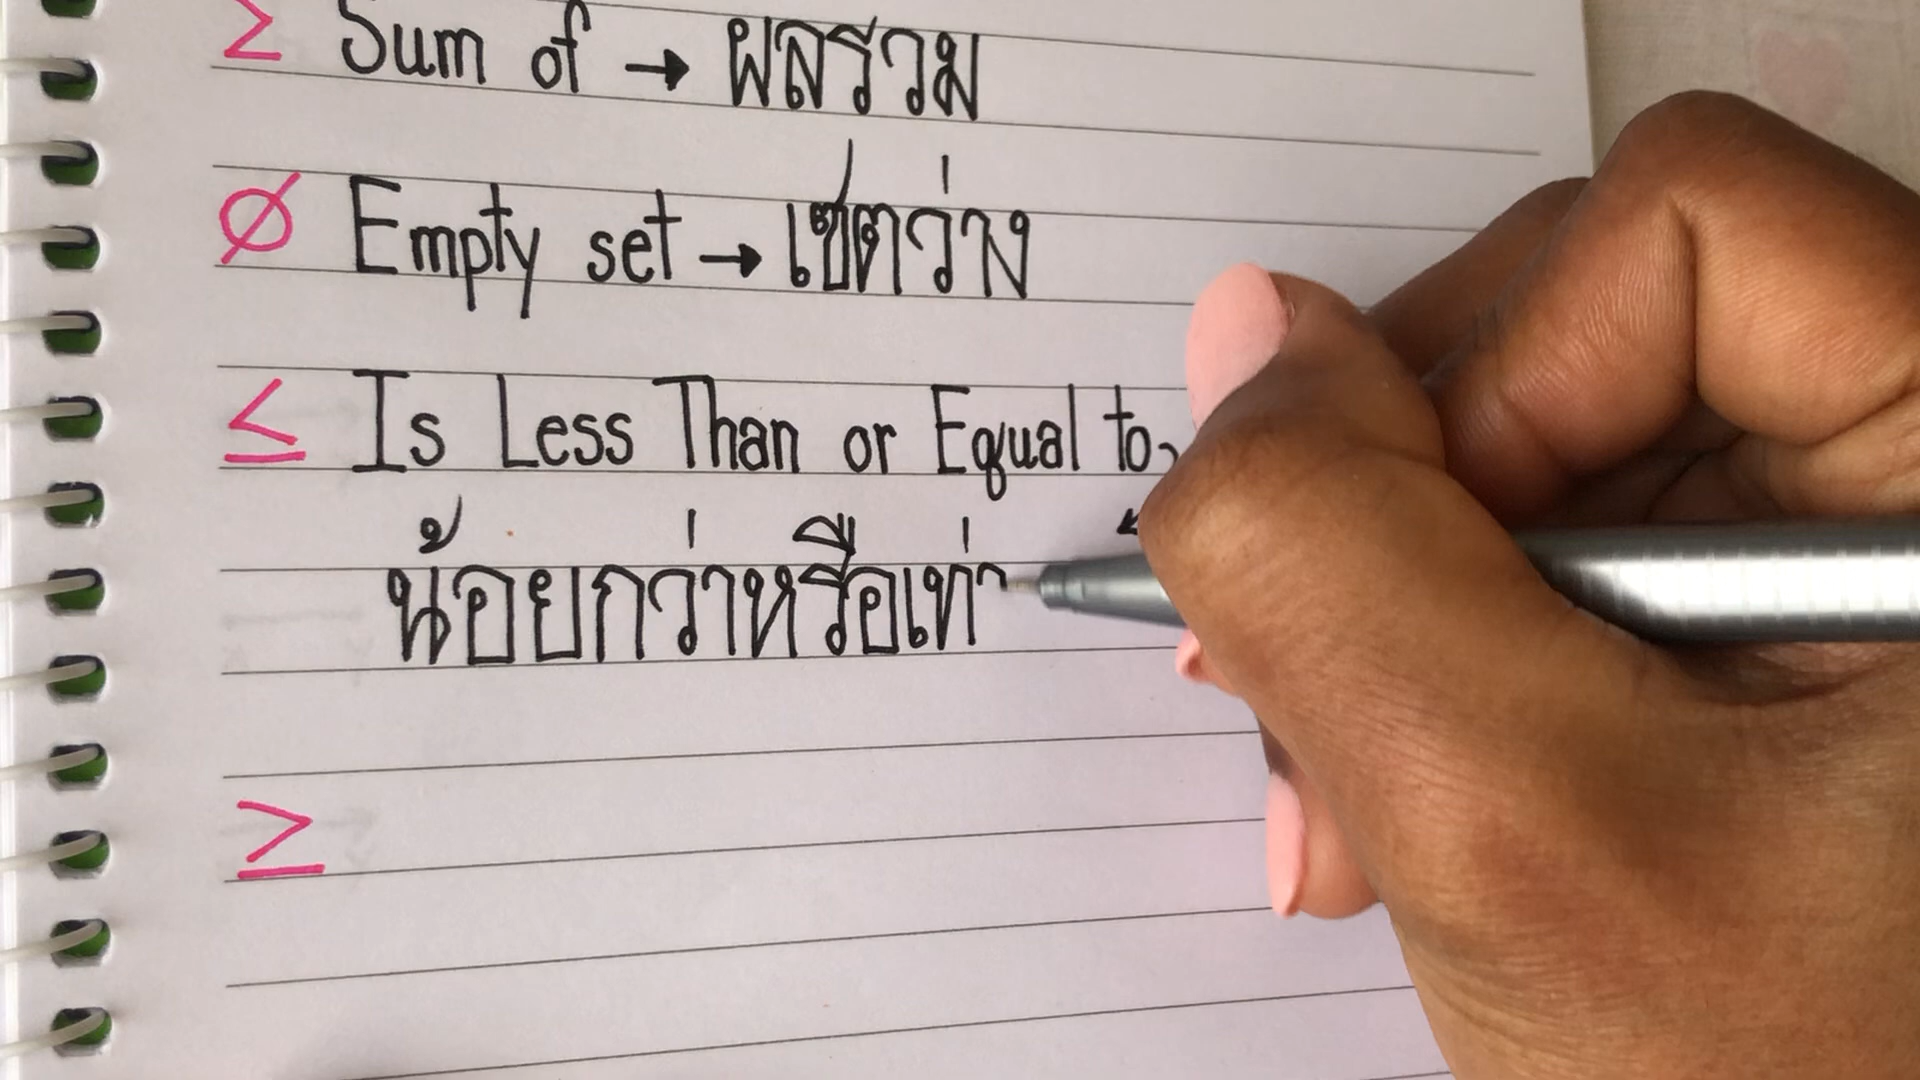 Σ Sum of → ผลรวม
∅ Empty set → เซตว่าง
≤ Is Less Than or Equal to
น้อยกว่าหรือเท่า
≥